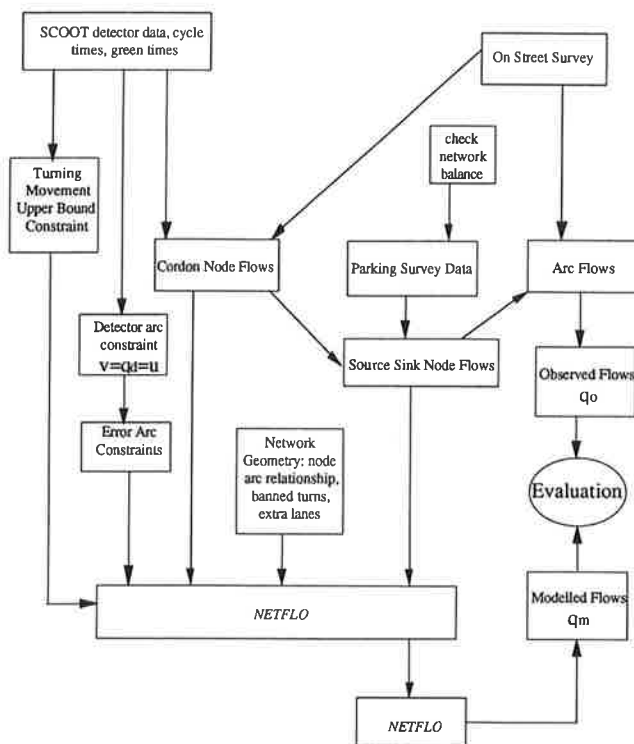 SCOOT detector data, cycle
times, green times
On Street Survey
check
network
balance
Turning
Movement
Upper Bound
Constraint
Cordon Node Flows
Parking Survey Data
Arc Flows
Detector arc
constraint
v=qd=u
Source Sink Node Flows
Observed Flows
qo
Error Arc
Constraints
Network
Geometry: node
arc relationship,
banned turns,
extra lanes
Evaluation
Modelled Flows
qm
NETFLO
NETFLO